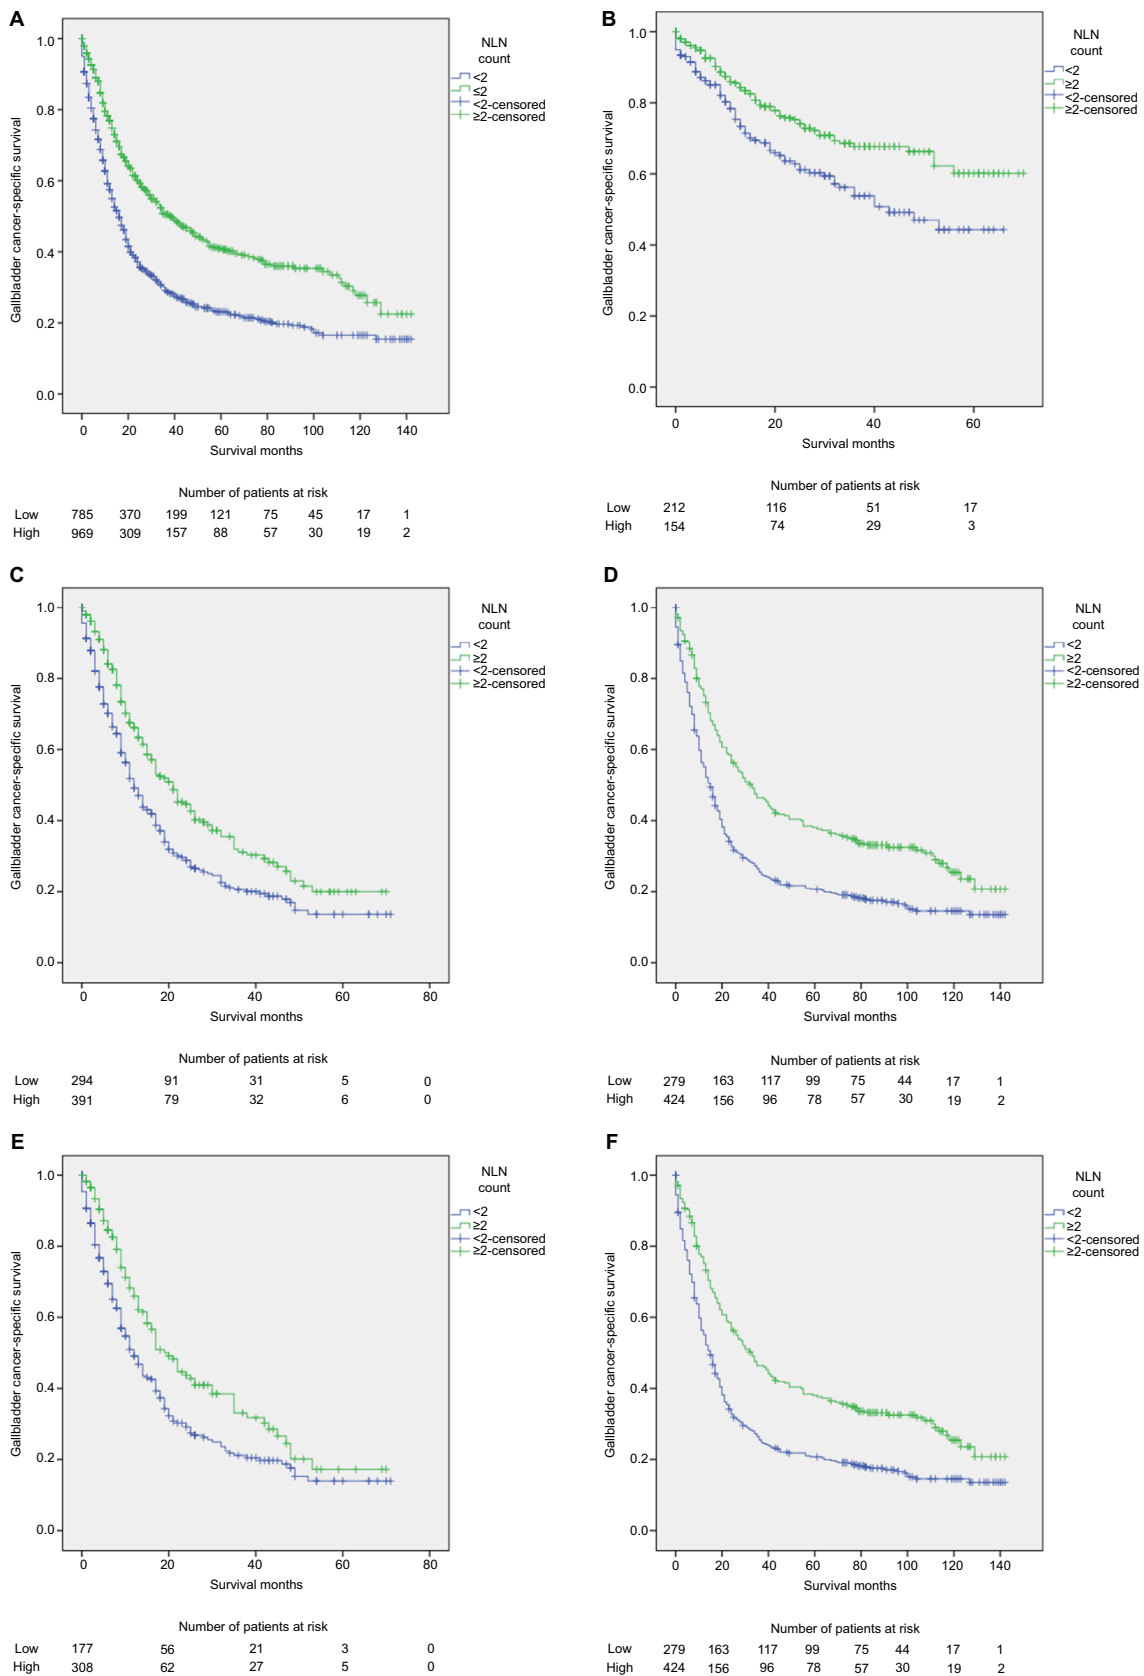 A
Gallbladder cancer-specific survival
1.0
0.8
0.6
0.4
0.2
0.0
0 20 40 60 80 100 120 140
Survival months
NLN
count
<2
≤2
<2-censored
≥2-censored
Number of patients at risk
Low 785 370 199 121 75 45 17 1
High 969 309 157 88 57 30 19 2
B
Gallbladder cancer-specific survival
1.0
0.8
0.6
0.4
0.2
0.0
0 20 40 60
Survival months
NLN
count
<2
≥2
<2-censored
≥2-censored
Number of patients at risk
Low 212 116 51 17
High 154 74 29 3
C
Gallbladder cancer-specific survival
1.0
0.8
0.6
0.4
0.2
0.0
0 20 40 60 80
Survival months
NLN
count
<2
≥2
<2-censored
≥2-censored
Number of patients at risk
Low 294 91 31 5 0
High 391 79 32 6 0
D
Gallbladder cancer-specific survival
1.0
0.8
0.6
0.4
0.2
0.0
0 20 40 60 80 100 120 140
Survival months
NLN
count
<2
≥2
<2-censored
≥2-censored
Number of patients at risk
Low 279 163 117 99 75 44 17 1
High 424 156 96 78 57 30 19 2
E
Gallbladder cancer-specific survival
1.0
0.8
0.6
0.4
0.2
0.0
0 20 40 60 80
Survival months
NLN
count
<2
≥2
<2-censored
≥2-censored
Number of patients at risk
Low 177 56 21 3 0
High 308 62 27 5 0
F
Gallbladder cancer-specific survival
1.0
0.8
0.6
0.4
0.2
0.0
0 20 40 60 80 100 120 140
Survival months
NLN
count
<2
≥2
<2-censored
≥2-censored
Number of patients at risk
Low 279 163 117 99 75 44 17 1
High 424 156 96 78 57 30 19 2